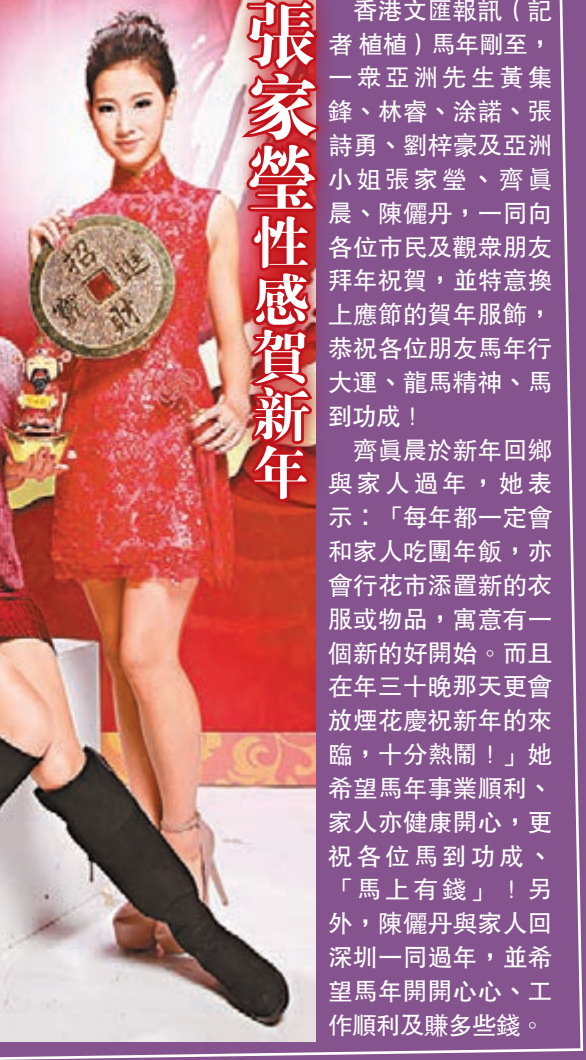 張家瑩性感賀新年
香港文匯報訊（記
者 植植）馬年剛至，
一衆亞洲先生黃集
鋒、林睿、涂諾、張
詩勇、劉梓豪及亞洲
小姐張家瑩、齊眞
晨、陳儷丹，一同向
各位市民及觀衆朋友
拜年祝賀，並特意換
上應節的賀年服飾，
恭祝各位朋友馬年行
大運、龍馬精神、馬
到功成！
齊眞晨於新年回鄉
與家人過年，她表
示：「每年都一定會
和家人吃團年飯，亦
會行花市添置新的衣
服或物品，寓意有一
個新的好開始。而且
在年三十晚那天更會
放煙花慶祝新年的來
臨，十分熱鬧！」她
希望馬年事業順利、
家人亦健康開心，更
祝各位馬到功成、
「馬上有錢」！另
外，陳儷丹與家人回
深圳一同過年，並希
望馬年開開心心、工
作順利及賺多些錢。
招進財寶